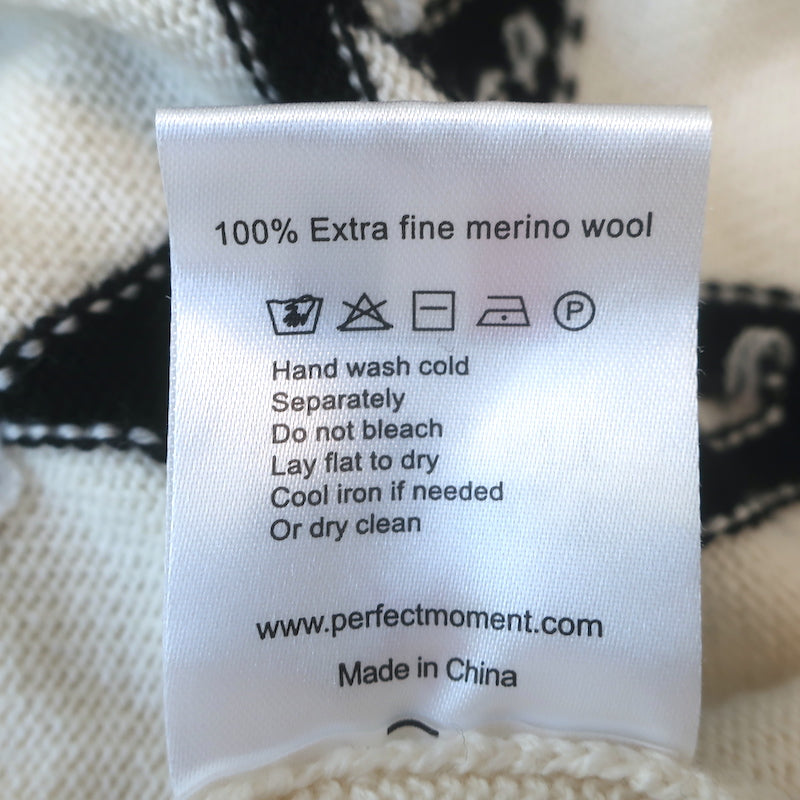 100% Extra fine merino wool
P
Hand wash cold
Separately
Do not bleach
Lay flat to dry
Cool iron if needed
Or dry clean
www.perfectmoment.com
Made in China